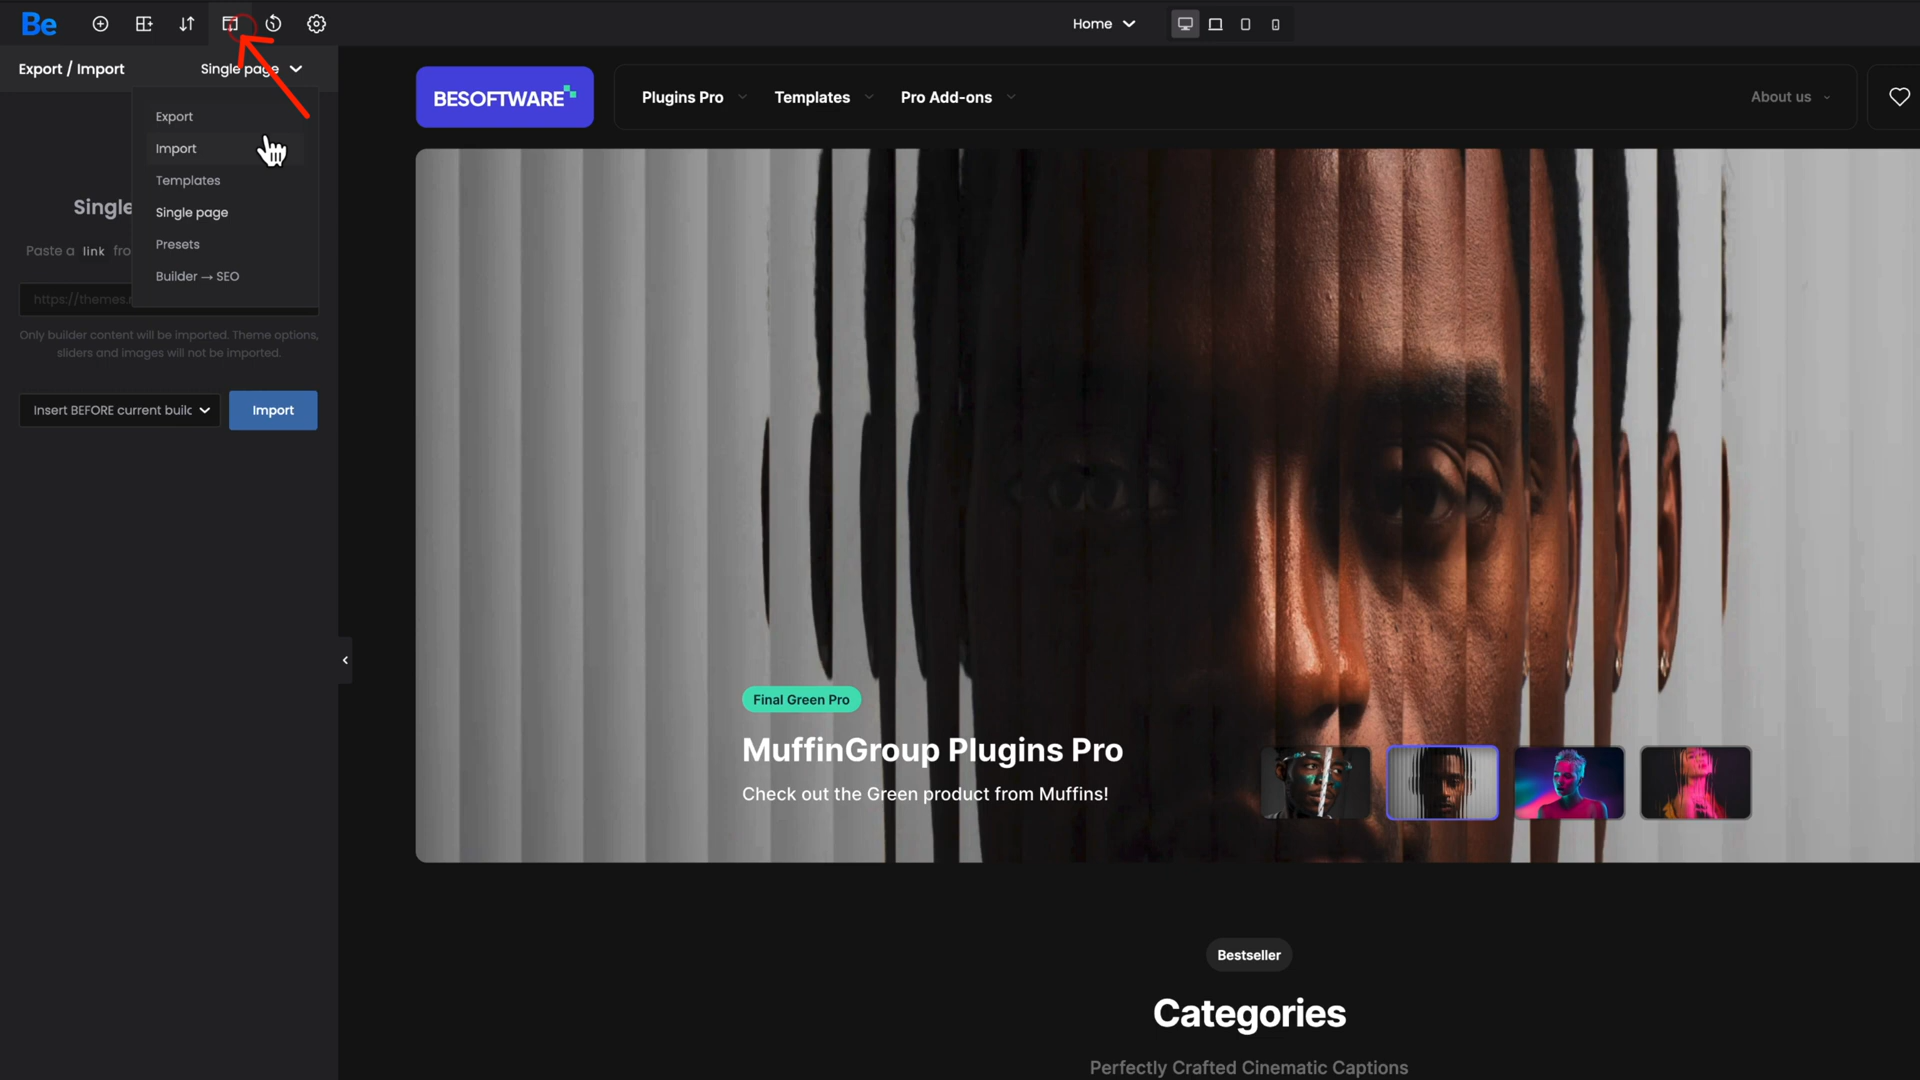 Be
Home
Export / Import
Single page
Export
Import
Templates
Single page
Presets
Builder → SEO
Single
Paste a link fro
https://themes.
Only builder content will be imported. Theme options,
sliders and images will not be imported.
Insert BEFORE current builc
Import
BESOFTWARE
Plugins Pro
Templates
Pro Add-ons
About us
Final Green Pro
MuffinGroup Plugins Pro
Check out the Green product from Muffins!
Bestseller
Categories
Perfectly Crafted Cinematic Captions